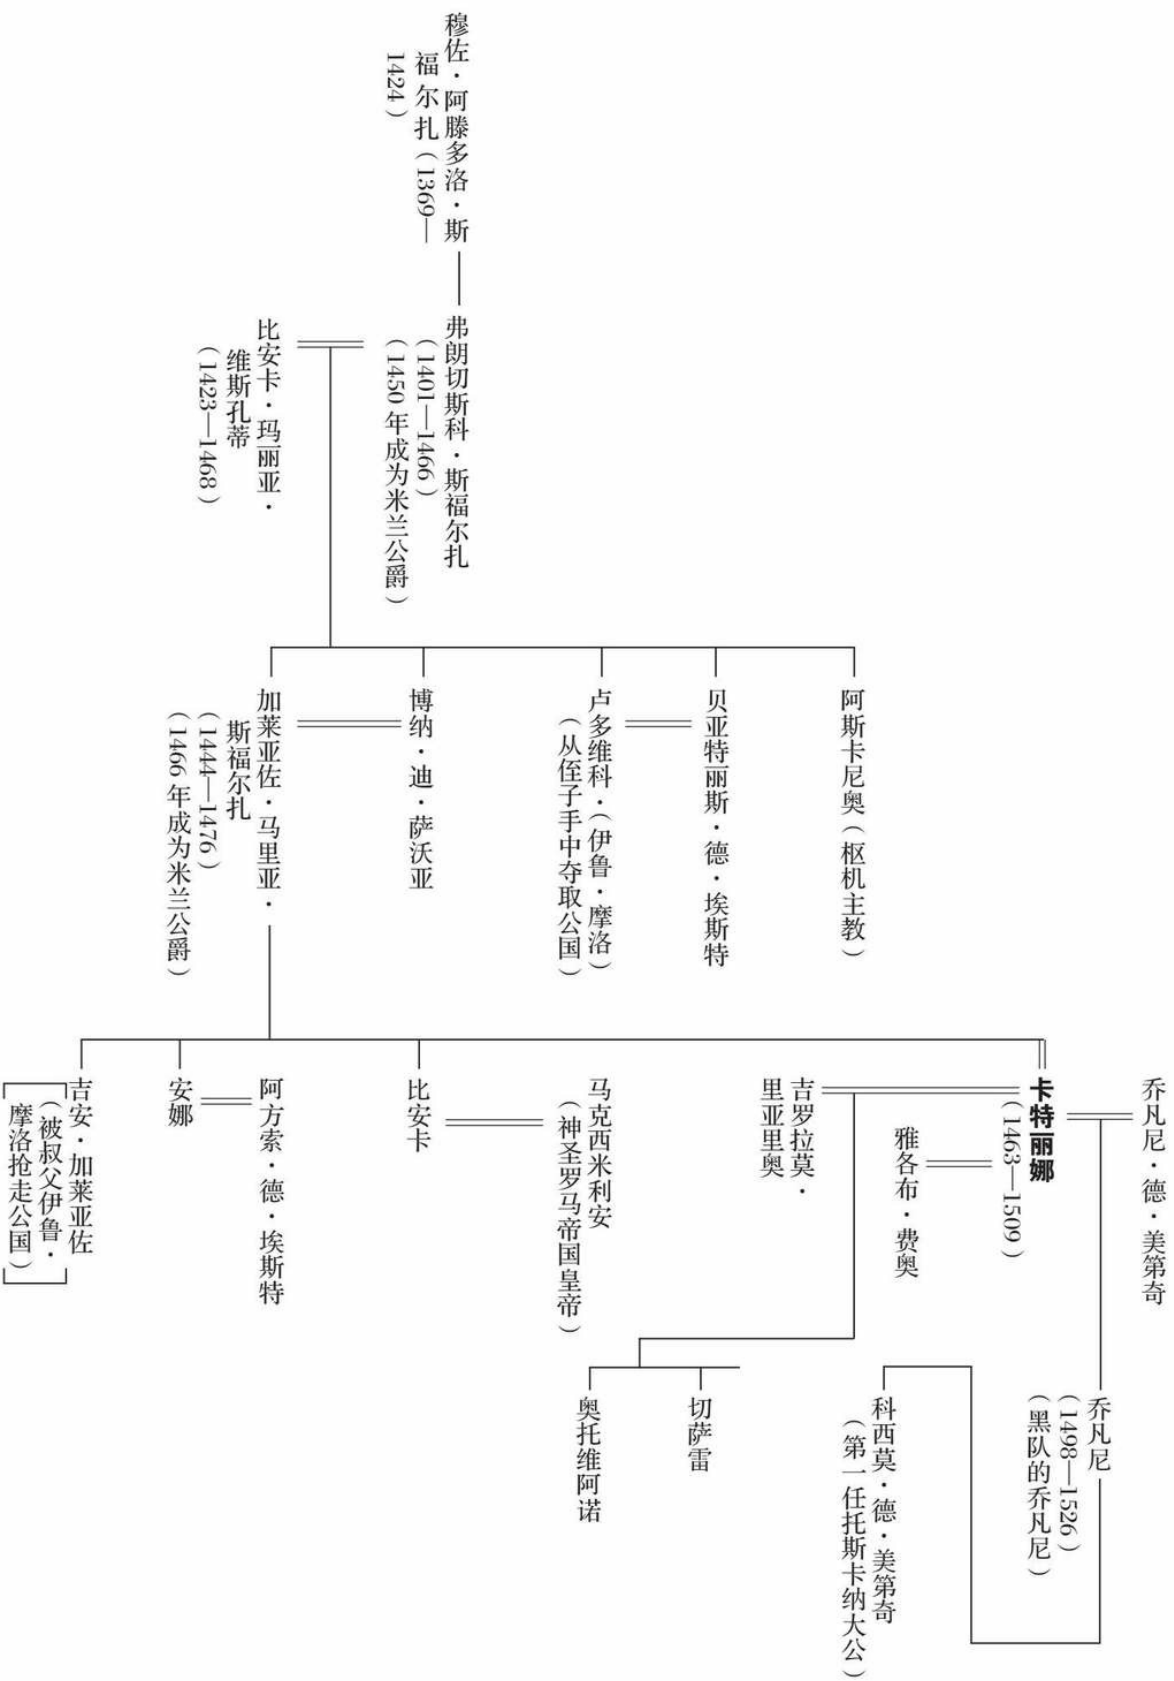 穆佐·阿滕多洛·斯
福尔扎（1369—
1424）
弗朗切斯科·斯福尔扎
（1401—1466）
（1450年成为米兰公爵）
比安卡·玛丽亚·
维斯孔蒂
（1423—1468）
阿斯卡尼奥（枢机主教）
贝亚特丽斯·德·埃斯特
卢多维科·（伊鲁·摩洛）
（从侄子手中夺取公国）
博纳·迪·萨沃亚
加莱亚佐·马里亚·
斯福尔扎
（1444—1476）
（1466年成为米兰公爵）
乔凡尼·德·美第奇
卡特丽娜
（1463—1509）
雅各布·费奥
吉罗拉莫·
里亚里奥
马克西米利安
（神圣罗马帝国皇帝）
比安卡
阿方索·德·埃斯特
安娜
吉安·加莱亚佐
（被叔父伊鲁·
摩洛抢走公国）
乔凡尼
（1498—1526）
（黑队的乔凡尼）
科西莫·德·美第奇
（第一任托斯卡纳大公）
切萨雷
奥托维阿诺